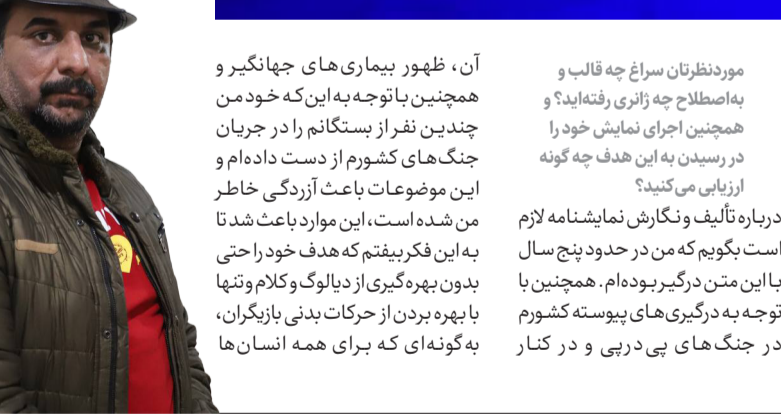 موردنظرتان سراغ چه قالب و
به‌اصطلاح چه ژانری رفته‌اید؟ و
همچنین اجرای نمایش خود را
در رسیدن به این هدف چه گونه
ارزیابی می‌کنید؟
درباره تألیف و نگارش نمایشنامه لازم
است بگویم که من در حدود پنج سال
با این متن درگیر بوده‌ام. همچنین با
توجه به درگیری‌های پیوسته کشورم
در جنگ‌های پی‌درپی و در کنار
آن، ظهور بیماری‌های جهانگیر و
همچنین با توجه به این که خود من
چندین نفر از بستگانم را در جریان
جنگ‌های کشورم از دست داده‌ام و
این موضوعات باعث آزردگی خاطر
من شده است، این موارد باعث شد تا
به این فکر بیفتم که هدف خود را حتی
بدون بهره‌گیری از دیالوگ و کلام و تنها
با بهره بردن از حرکات بدنی بازیگران،
به گونه‌ای که برای همه انسان‌ها